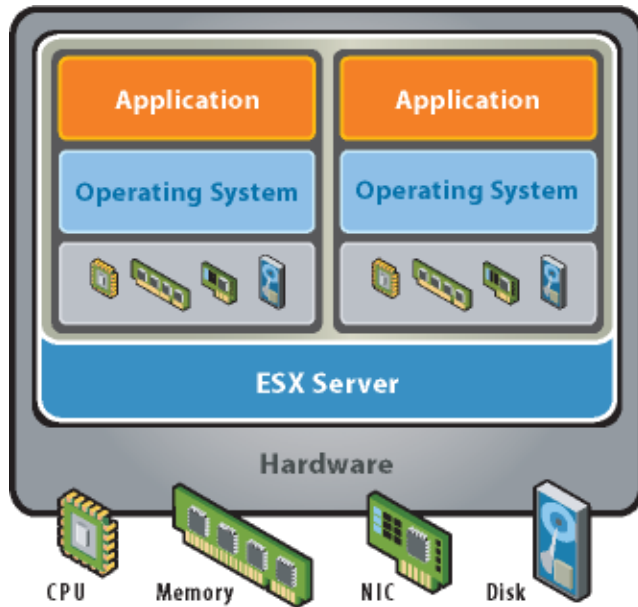 Application Application
Operating System Operating System
ESX Server
Hardware
CPU Memory NIC Disk